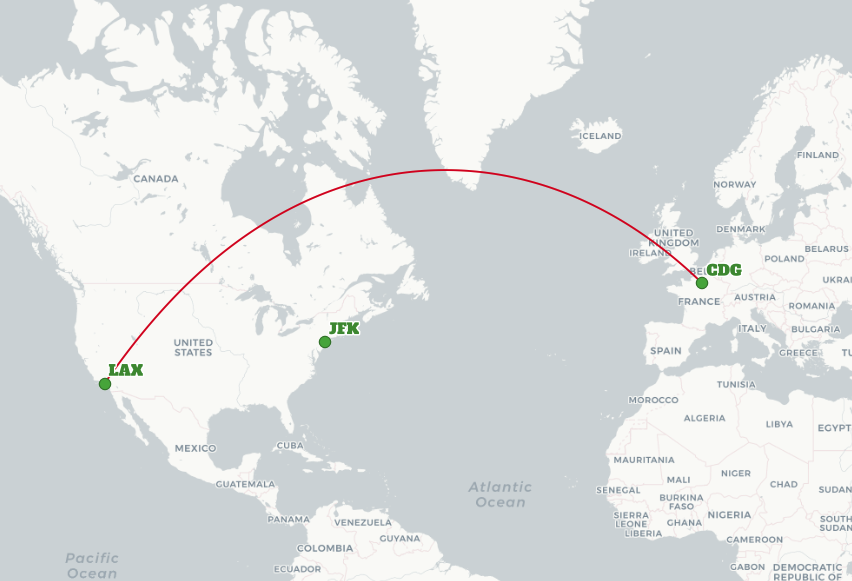 ICELAND
FINLAND
CANADA
NORWAY
UNITED
KINGDOM
DENMARK
IRELAND
BELARUS
POLAND
BEL
CDG
UKRAI
FRANCE
AUSTRIA
ROMANIA
JFK
ITALY
BULGARIA
UNITED
STATES
SPAIN
GREECE
TU
LAX
TUNISIA
MOROCCO
ALGERIA
LIBYA
EGYPT
CUBA
MEXICO
MAURITANIA
GUATEMALA
MALI
NIGER
CHAD
Atlantic
Ocean
SENEGAL
SUDAN
BURKINA
FASO
PANAMA
VENEZUELA
SIERRA
LEONE
GHANA
NIGERIA
SOUTH
SUDAN
LIBERIA
GUYANA
CAMEROON
COLOMBIA
Pacific
Ocean
ECUADOR
GABON
DEMOCRATIC
REPUBLIC OF